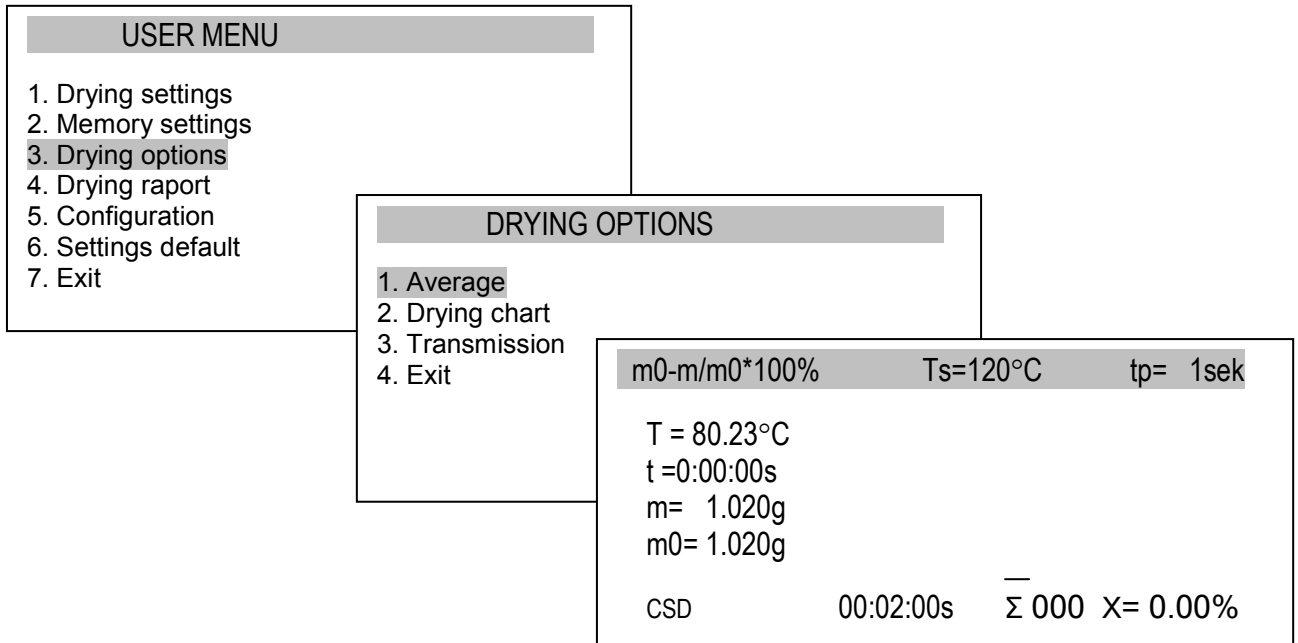 USER MENU
1. Drying settings
2. Memory settings
3. Drying options
4. Drying raport
5. Configuration
6. Settings default
7. Exit
DRYING OPTIONS
1. Average
2. Drying chart
3. Transmission
4. Exit
m0-m/m0*100% Ts=120°C tp= 1sek
T = 80.23°C
t =0:00:00s
m= 1.020g
m0= 1.020g
CSD 00:02:00s Σ̅ 000 X= 0.00%